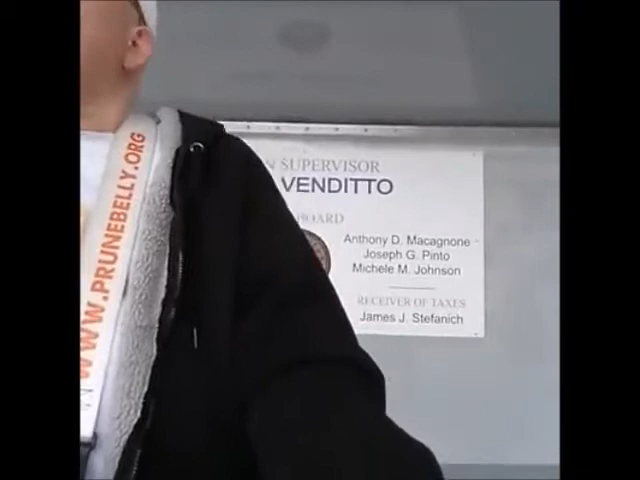 WWW.PRUNEBELLY.ORG
N SUPERVISOR
VENDITTO
BOARD
Anthony D. Macagnone
Joseph G. Pinto
Michele M. Johnson
RECEIVER OF TAXES
James J. Stefanich